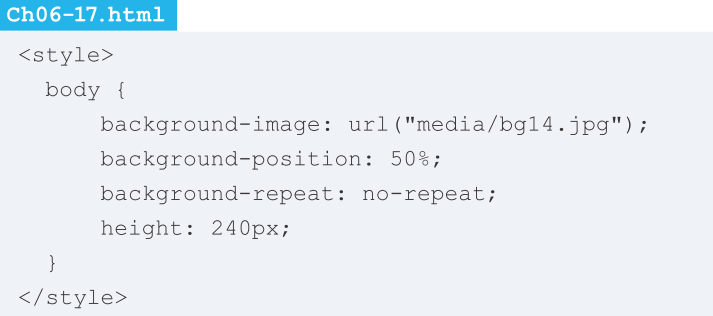 Ch06-17.html
<style>
body {
background-image: url("media/bg14.jpg");
background-position: 50%;
background-repeat: no-repeat;
height: 240px;
}
</style>